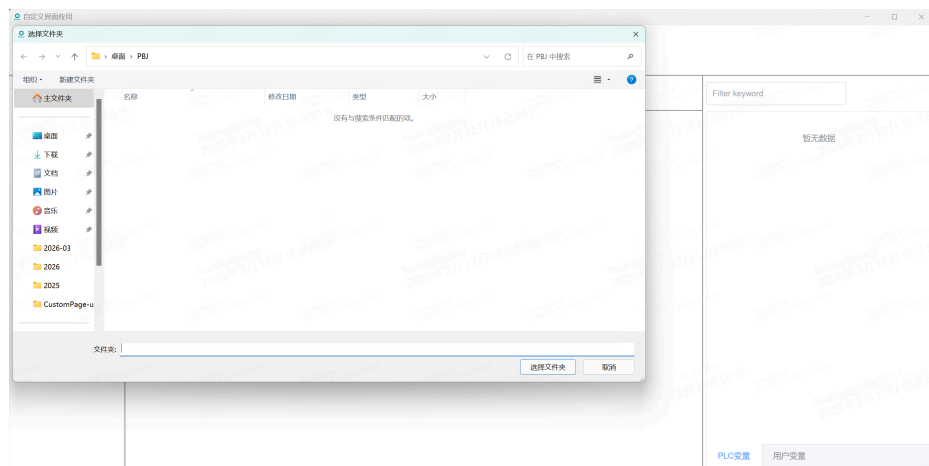 自定义界面应用
选择文件夹
桌面 › PBJ
在 PBJ 中搜索
组织 新建文件夹
Filter keyword
主文件夹
名称 修改日期 类型 大小
没有与搜索条件匹配的项。
暂无数据
桌面
下载
文档
图片
音乐
视频
2026-03
2026
2025
CustomPage-u
文件夹:
选择文件夹 取消
PLC变量 用户变量